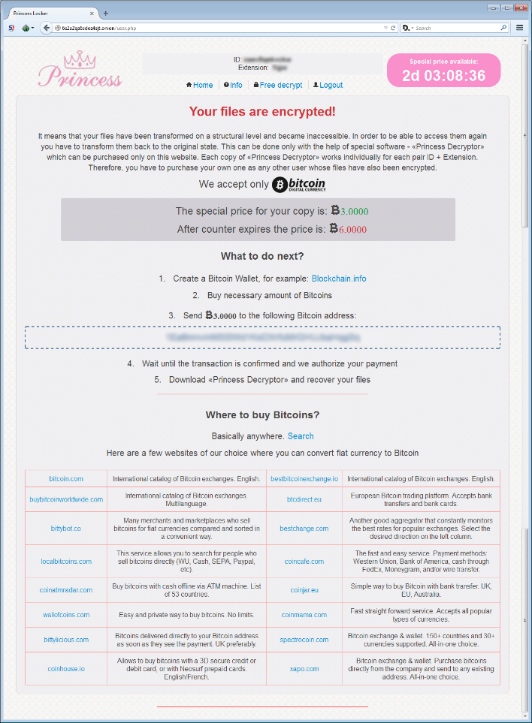 Princess Locker
Search
ID:
Extension:
Princess
Home
Info
Free decrypt
Logout
Special price available:
2d 03:08:36
Your files are encrypted!
It means that your files have been transformed on a structural level and became inaccessible. In order to be able to access them again
you have to transform them back to the original state. This can be done only with the help of special software - «Princess Decryptor»
which can be purchased only on this website. Each copy of «Princess Decryptor» works individually for each pair ID + Extension.
Therefore, you have to purchase your own one as any other user whose files have also been encrypted.
We accept only bitcoin
DIGITAL CURRENCY
The special price for your copy is: ₿3.0000
After counter expires the price is: ₿6.0000
What to do next?
1. Create a Bitcoin Wallet, for example: Blockchain info
2. Buy necessary amount of Bitcoins
3. Send ₿3.0000 to the following Bitcoin address:
4. Wait until the transaction is confirmed and we authorize your payment
5. Download «Princess Decryptor» and recover your files
Where to buy Bitcoins?
Basically anywhere. Search
Here are a few websites of our choice where you can convert fiat currency to Bitcoin
bitcoin.com
International catalog of Bitcoin exchanges. English.
bestbitcoinexchange.io
International catalog of Bitcoin exchanges. English.
buybitcoinworldwide.com
International catalog of Bitcoin exchanges.
Multilanguage.
btcdirect.eu
European Bitcoin trading platform. Accepts bank
transfers and bank cards.
bittybot.co
Many merchants and marketplaces who sell
bitcoins for fiat currencies compared and sorted in
a convenient way.
bestchange.com
Another good aggregator that constantly monitors
the best rates for popular exchanges. Select the
desired direction on the left column.
localbitcoins.com
This service allows you to search for people who
sell bitcoins directly (WU, Cash, SEPA, Paypal,
etc)
coincafe.com
The fast and easy service. Payment methods:
Western Union, Bank of America, cash through
FedEx, Moneygram, and/or wire transfer.
coinatmradar.com
Buy bitcoins with cash offline via ATM machine. List
of 53 countries.
coinjar.eu
Simple way to buy Bitcoin with bank transfer. UK,
EU, Australia.
wallofcoins.com
Easy and private way to buy bitcoins. No limits.
coinmama.com
Fast straight forward service. Accepts all popular
types of currencies.
bittylicious.com
Bitcoins delivered directly to your Bitcoin address
as soon as they see the payment. UK preferably.
spectrocoin.com
Bitcoin exchange & wallet. 150+ countries and 30+
currencies supported. All-in-one choice.
coinhouse.io
Allows to buy bitcoins with a 3D secure credit or
debit card, or with Neosurf prepaid cards.
English/French.
xapo.com
Bitcoin exchange & wallet. Purchase bitcoins
directly from the company and send to any existing
address. All-in-one choice.